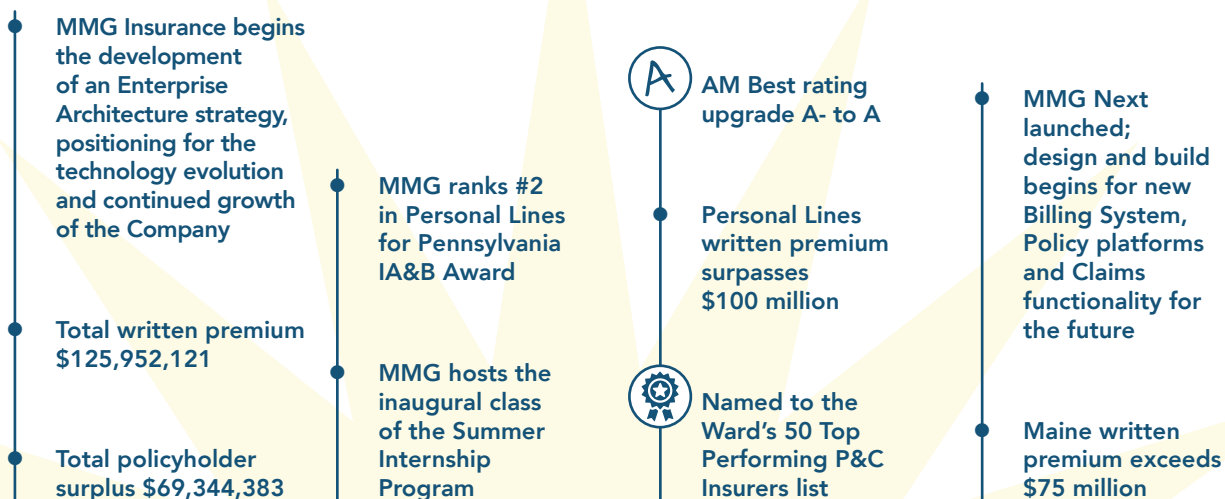 MMG Insurance begins
the development
of an Enterprise
Architecture strategy,
positioning for the
technology evolution
and continued growth
of the Company
Total written premium
$125,952,121
Total policyholder
surplus $69,344,383
MMG ranks #2
in Personal Lines
for Pennsylvania
IA&B Award
MMG hosts the
inaugural class
of the Summer
Internship
Program
A
AM Best rating
upgrade A- to A
Personal Lines
written premium
surpasses
$100 million
Named to the
Ward's 50 Top
Performing P&C
Insurers list
MMG Next
launched;
design and build
begins for new
Billing System,
Policy platforms
and Claims
functionality for
the future
Maine written
premium exceeds
$75 million